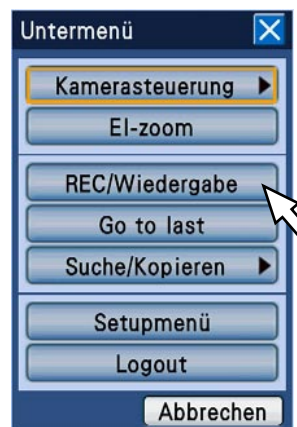 Untermenü
Kamerasteuerung
El-zoom
REC/Wiedergabe
Go to last
Suche/Kopieren
Setupmenü
Logout
Abbrechen